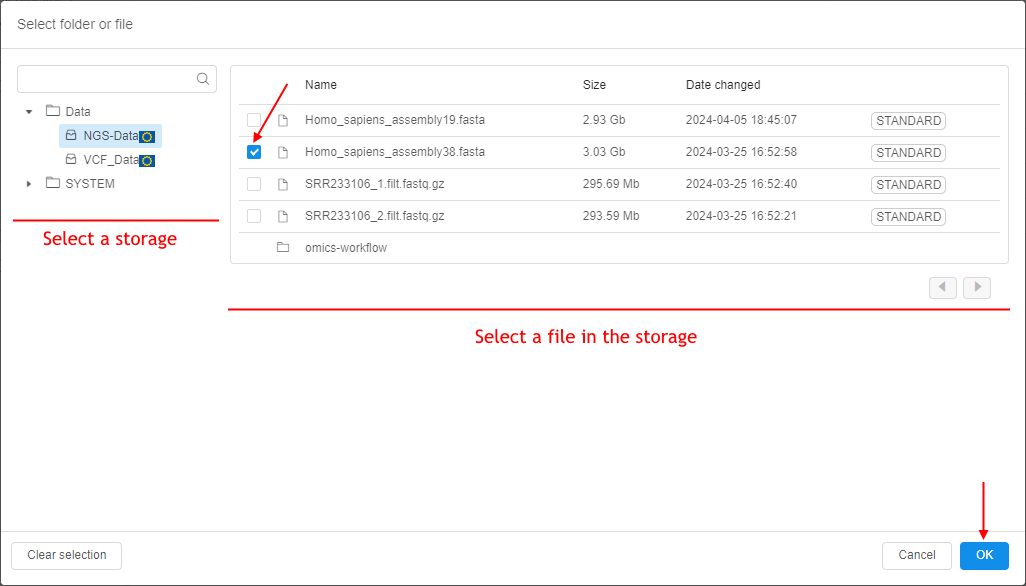 Select folder or file
Data
NGS-Data
VCF_Data
SYSTEM
Select a storage
Name Size Date changed
Homo_sapiens_assembly19.fasta 2.93 Gb 2024-04-05 18:45:07 STANDARD
Homo_sapiens_assembly38.fasta 3.03 Gb 2024-03-25 16:52:58 STANDARD
SRR233106_1.filt.fastq.gz 295.69 Mb 2024-03-25 16:52:40 STANDARD
SRR233106_2.filt.fastq.gz 293.59 Mb 2024-03-25 16:52:21 STANDARD
omics-workflow
Select a file in the storage
Clear selection Cancel OK